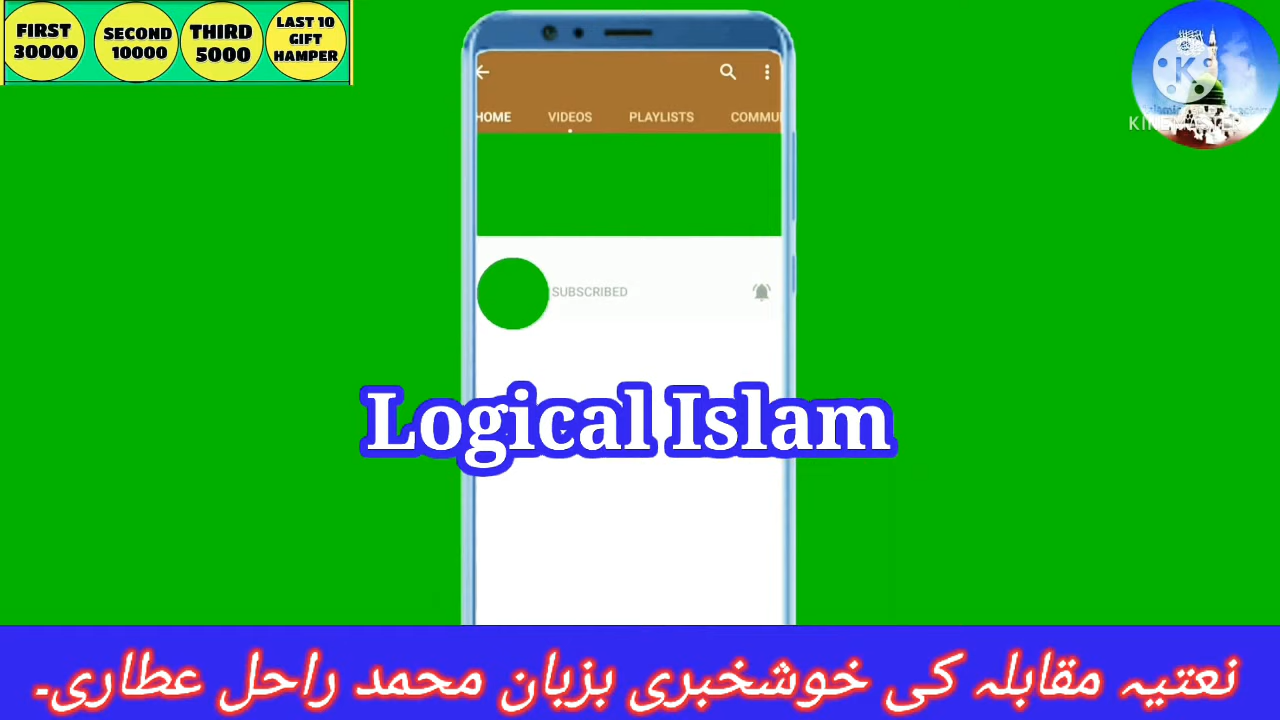 FIRST
30000
SECOND
10000
THIRD
5000
LAST 10
GIFT
HAMPER
HOME VIDEOS PLAYLISTS COMMU
KINEMASTER
SUBSCRIBED
Logical Islam
نعتیہ مقابلہ کی خوشخبری بزبان محمد راحل عطاری۔